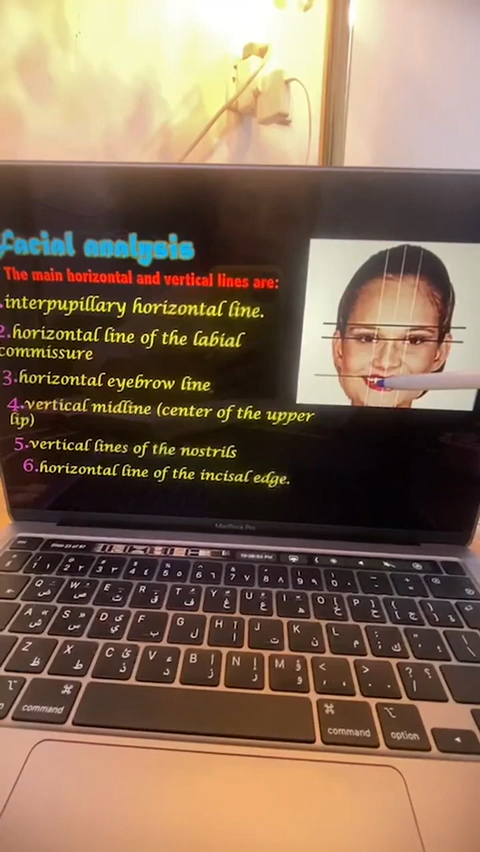 facial analysis
The main horizontal and vertical lines are:
.interpupillary horizontal line.
2.horizontal line of the labial
commissure
3.horizontal eyebrow line
4.vertical midline (center of the upper
lip)
5.vertical lines of the nostrils
6.horizontal line of the incisal edge.
MacBook Pro
Q W E R T Y U I O P
A S D F G H J K L
Z X C V B N M
command
command
option